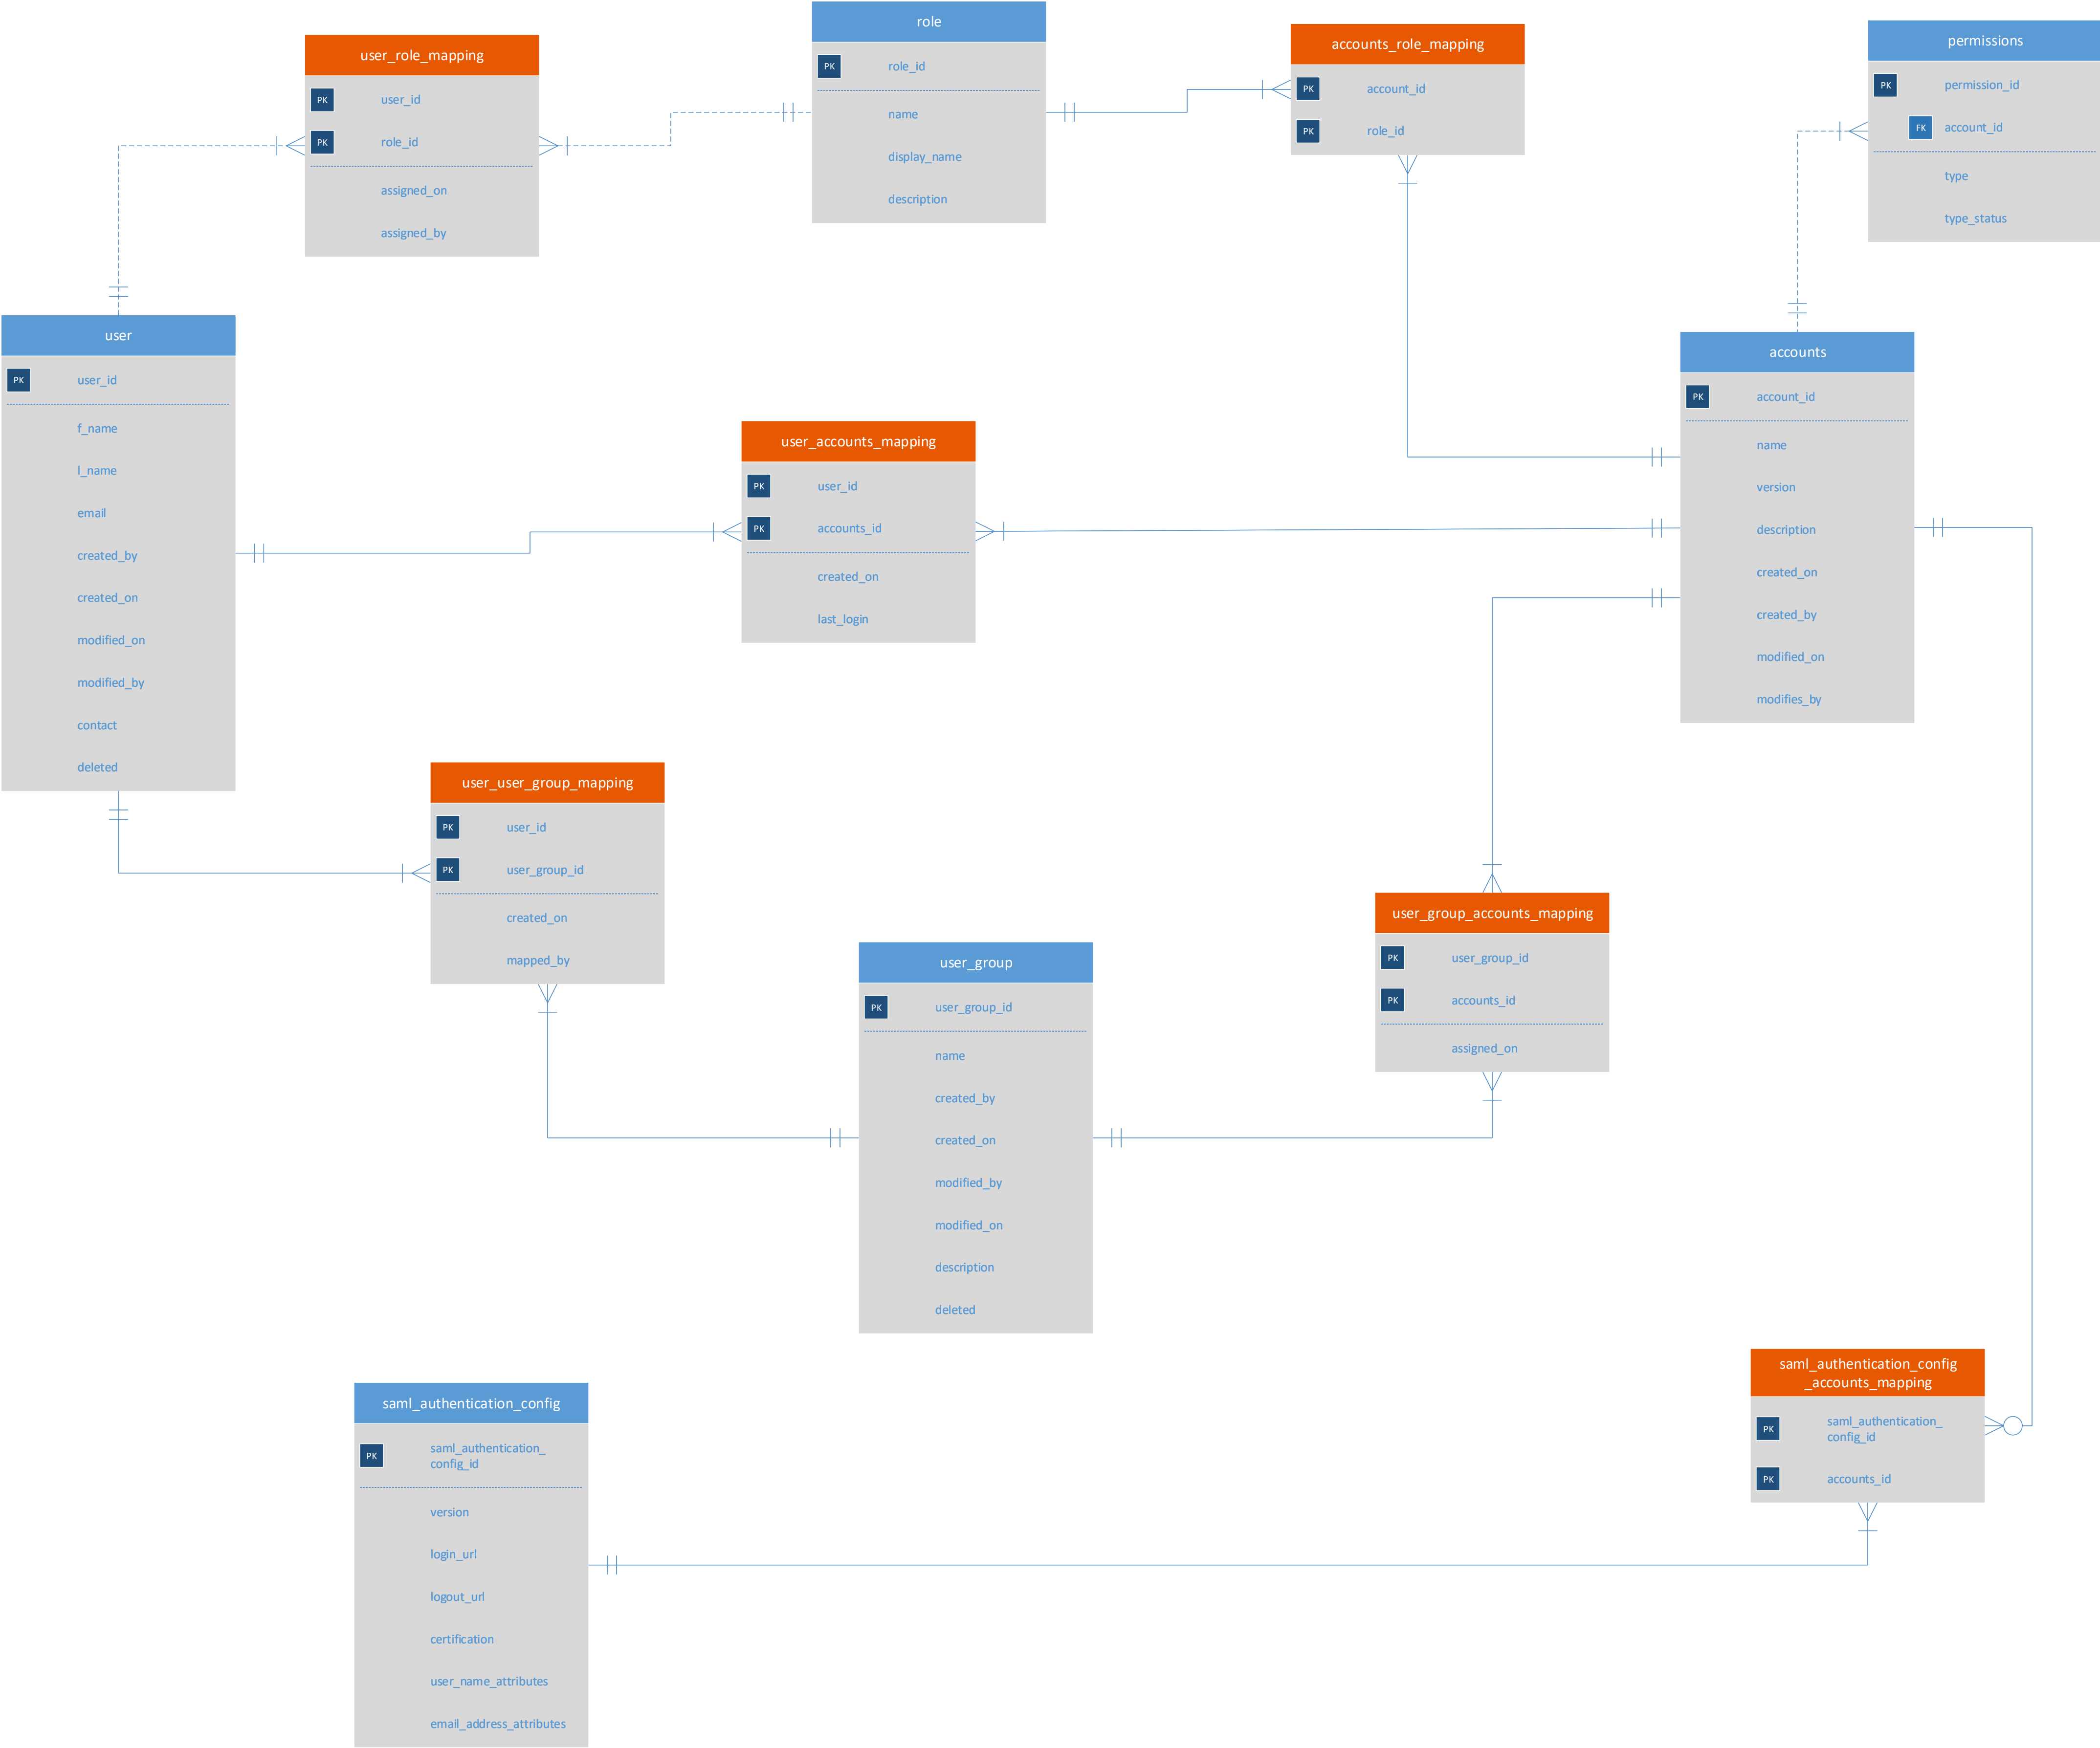 role
PK
role_id
name
display_name
description
user_role_mapping
PK
user_id
PK
role_id
assigned_on
assigned_by
accounts_role_mapping
PK
account_id
PK
role_id
permissions
PK
permission_id
FK
account_id
type
type_status
user
PK
user_id
f_name
l_name
email
created_by
created_on
modified_on
modified_by
contact
deleted
accounts
PK
account_id
name
version
description
created_on
created_by
modified_on
modifies_by
user_accounts_mapping
PK
user_id
PK
accounts_id
created_on
last_login
user_user_group_mapping
PK
user_id
PK
user_group_id
created_on
mapped_by
user_group_accounts_mapping
PK
user_group_id
PK
accounts_id
assigned_on
user_group
PK
user_group_id
name
created_by
created_on
modified_by
modified_on
description
deleted
saml_authentication_config
_accounts_mapping
PK
saml_authentication_
config_id
PK
accounts_id
saml_authentication_config
PK
saml_authentication_
config_id
version
login_url
logout_url
certification
user_name_attributes
email_address_attributes